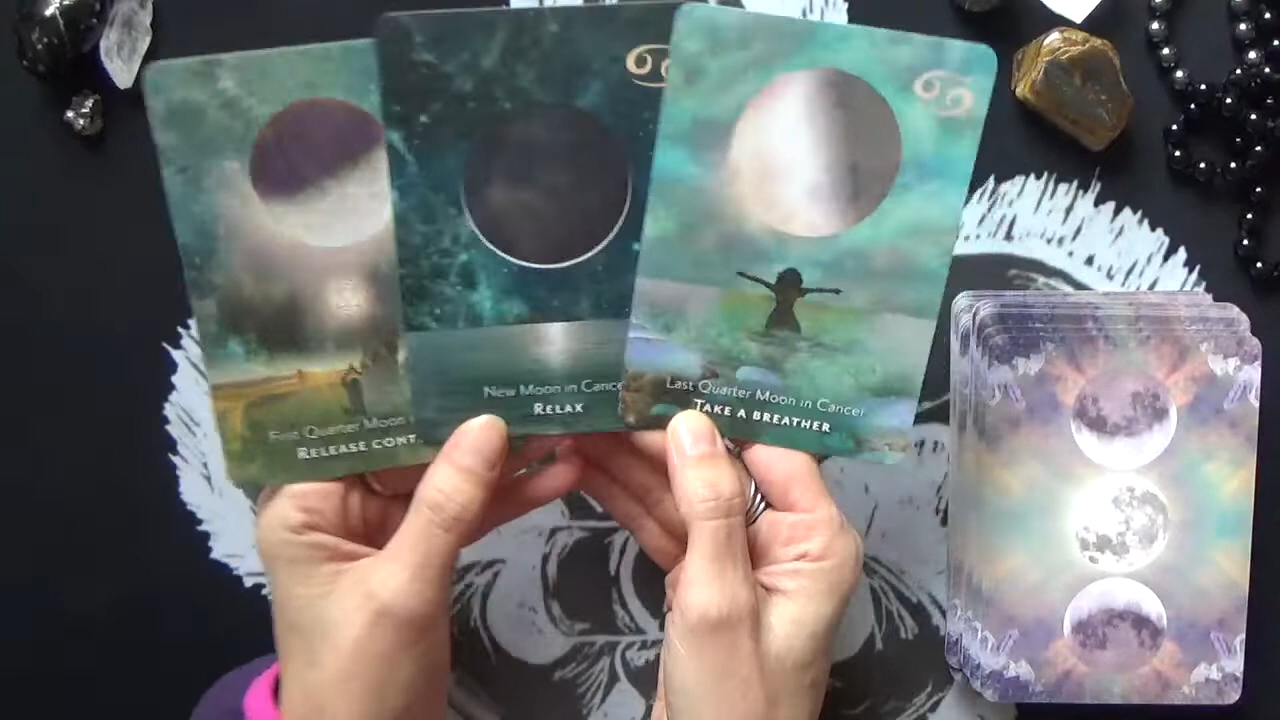 First Quarter Moon
RELEASE CONT
New Moon in Cance
RELAX
Last Quarter Moon in Cancer
TAKE A BREATHER